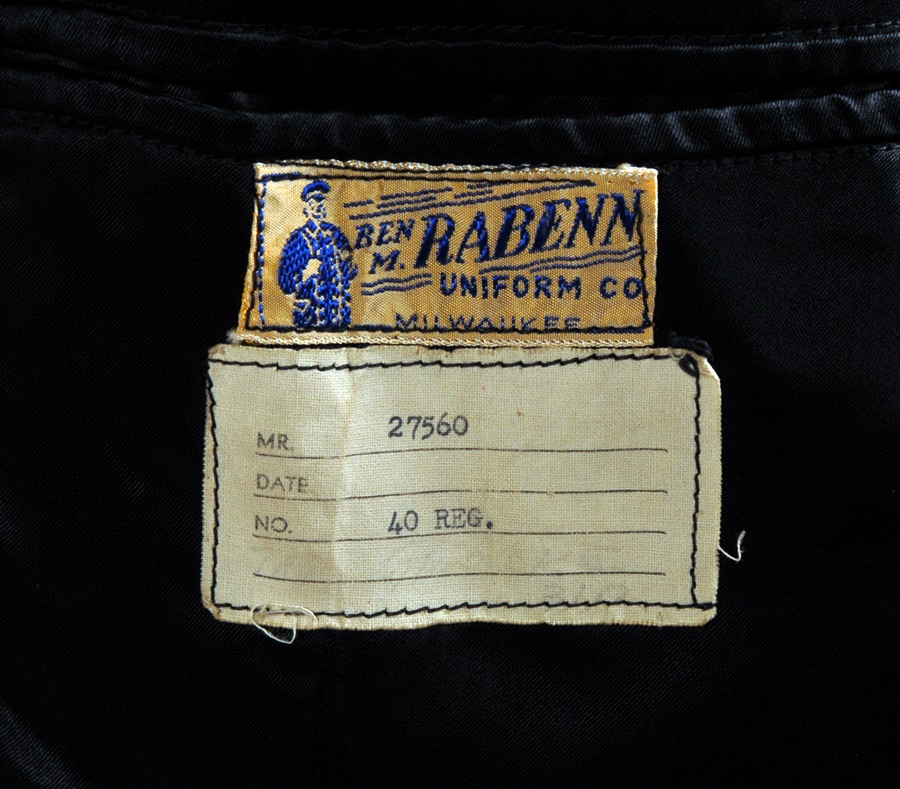 BEN
M. RABENN
UNIFORM CO
MILWAUKEE
MR. 27560
DATE
NO. 40 REG.